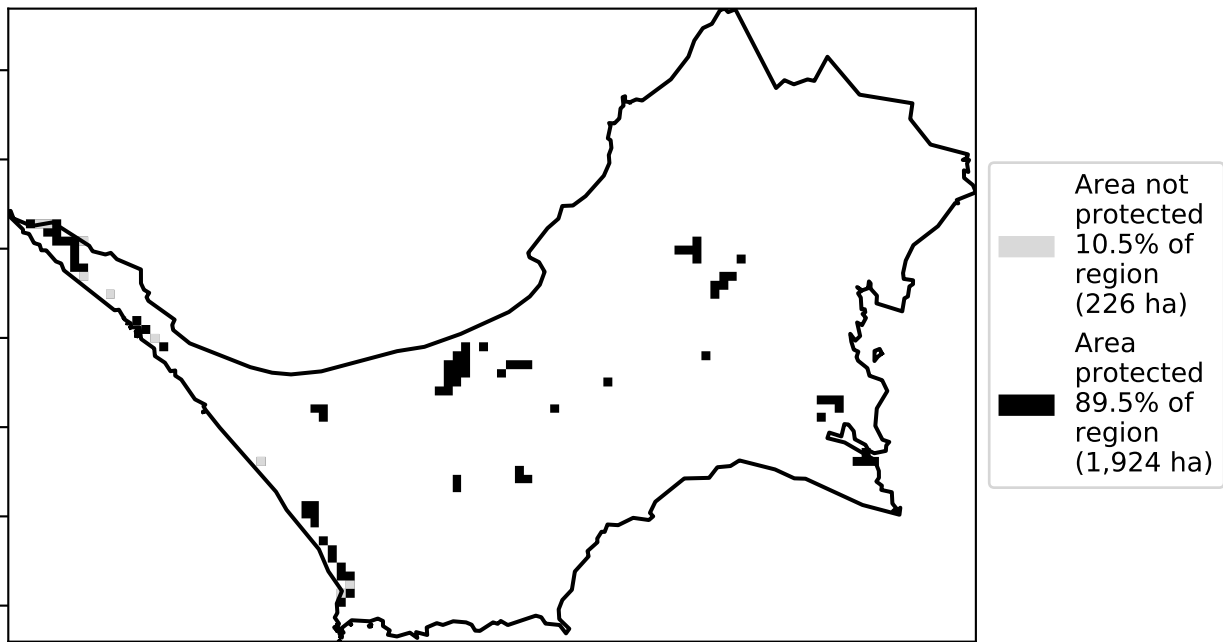 Area not
protected
10.5% of
region
(226 ha)
Area
protected
89.5% of
region
(1,924 ha)